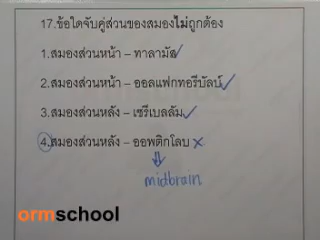 17.ข้อใดจับคู่ส่วนของสมองไม่ถูกต้อง
1.สมองส่วนหน้า – ทาลามัส ✓
2.สมองส่วนหน้า – ออลแฟกทอรีบัลบ์ ✓
3.สมองส่วนหลัง – เซรีเบลลัม ✓
4.สมองส่วนหลัง – ออพติกโลบ ✗
midbrain
ormschool